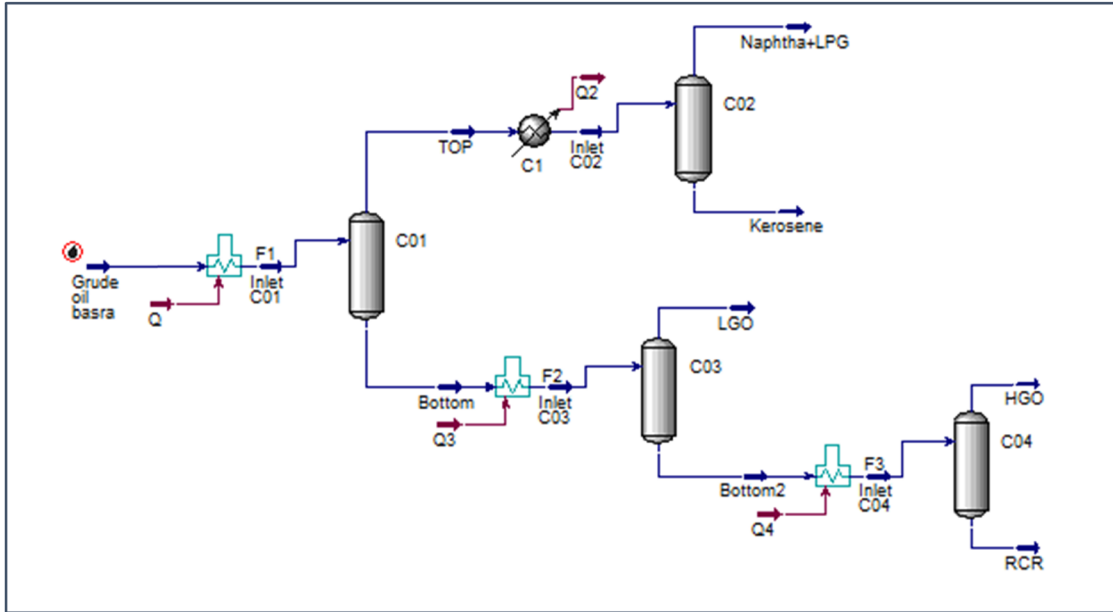 Naphtha+LPG
Q2
C02
TOP
C1
Inlet
C02
Kerosene
C01
F1
Grude
oil
basra
Inlet
C01
Q
LGO
C03
F2
Bottom
Inlet
C03
Q3
HGO
C04
F3
Bottom2
Inlet
C04
Q4
RCR